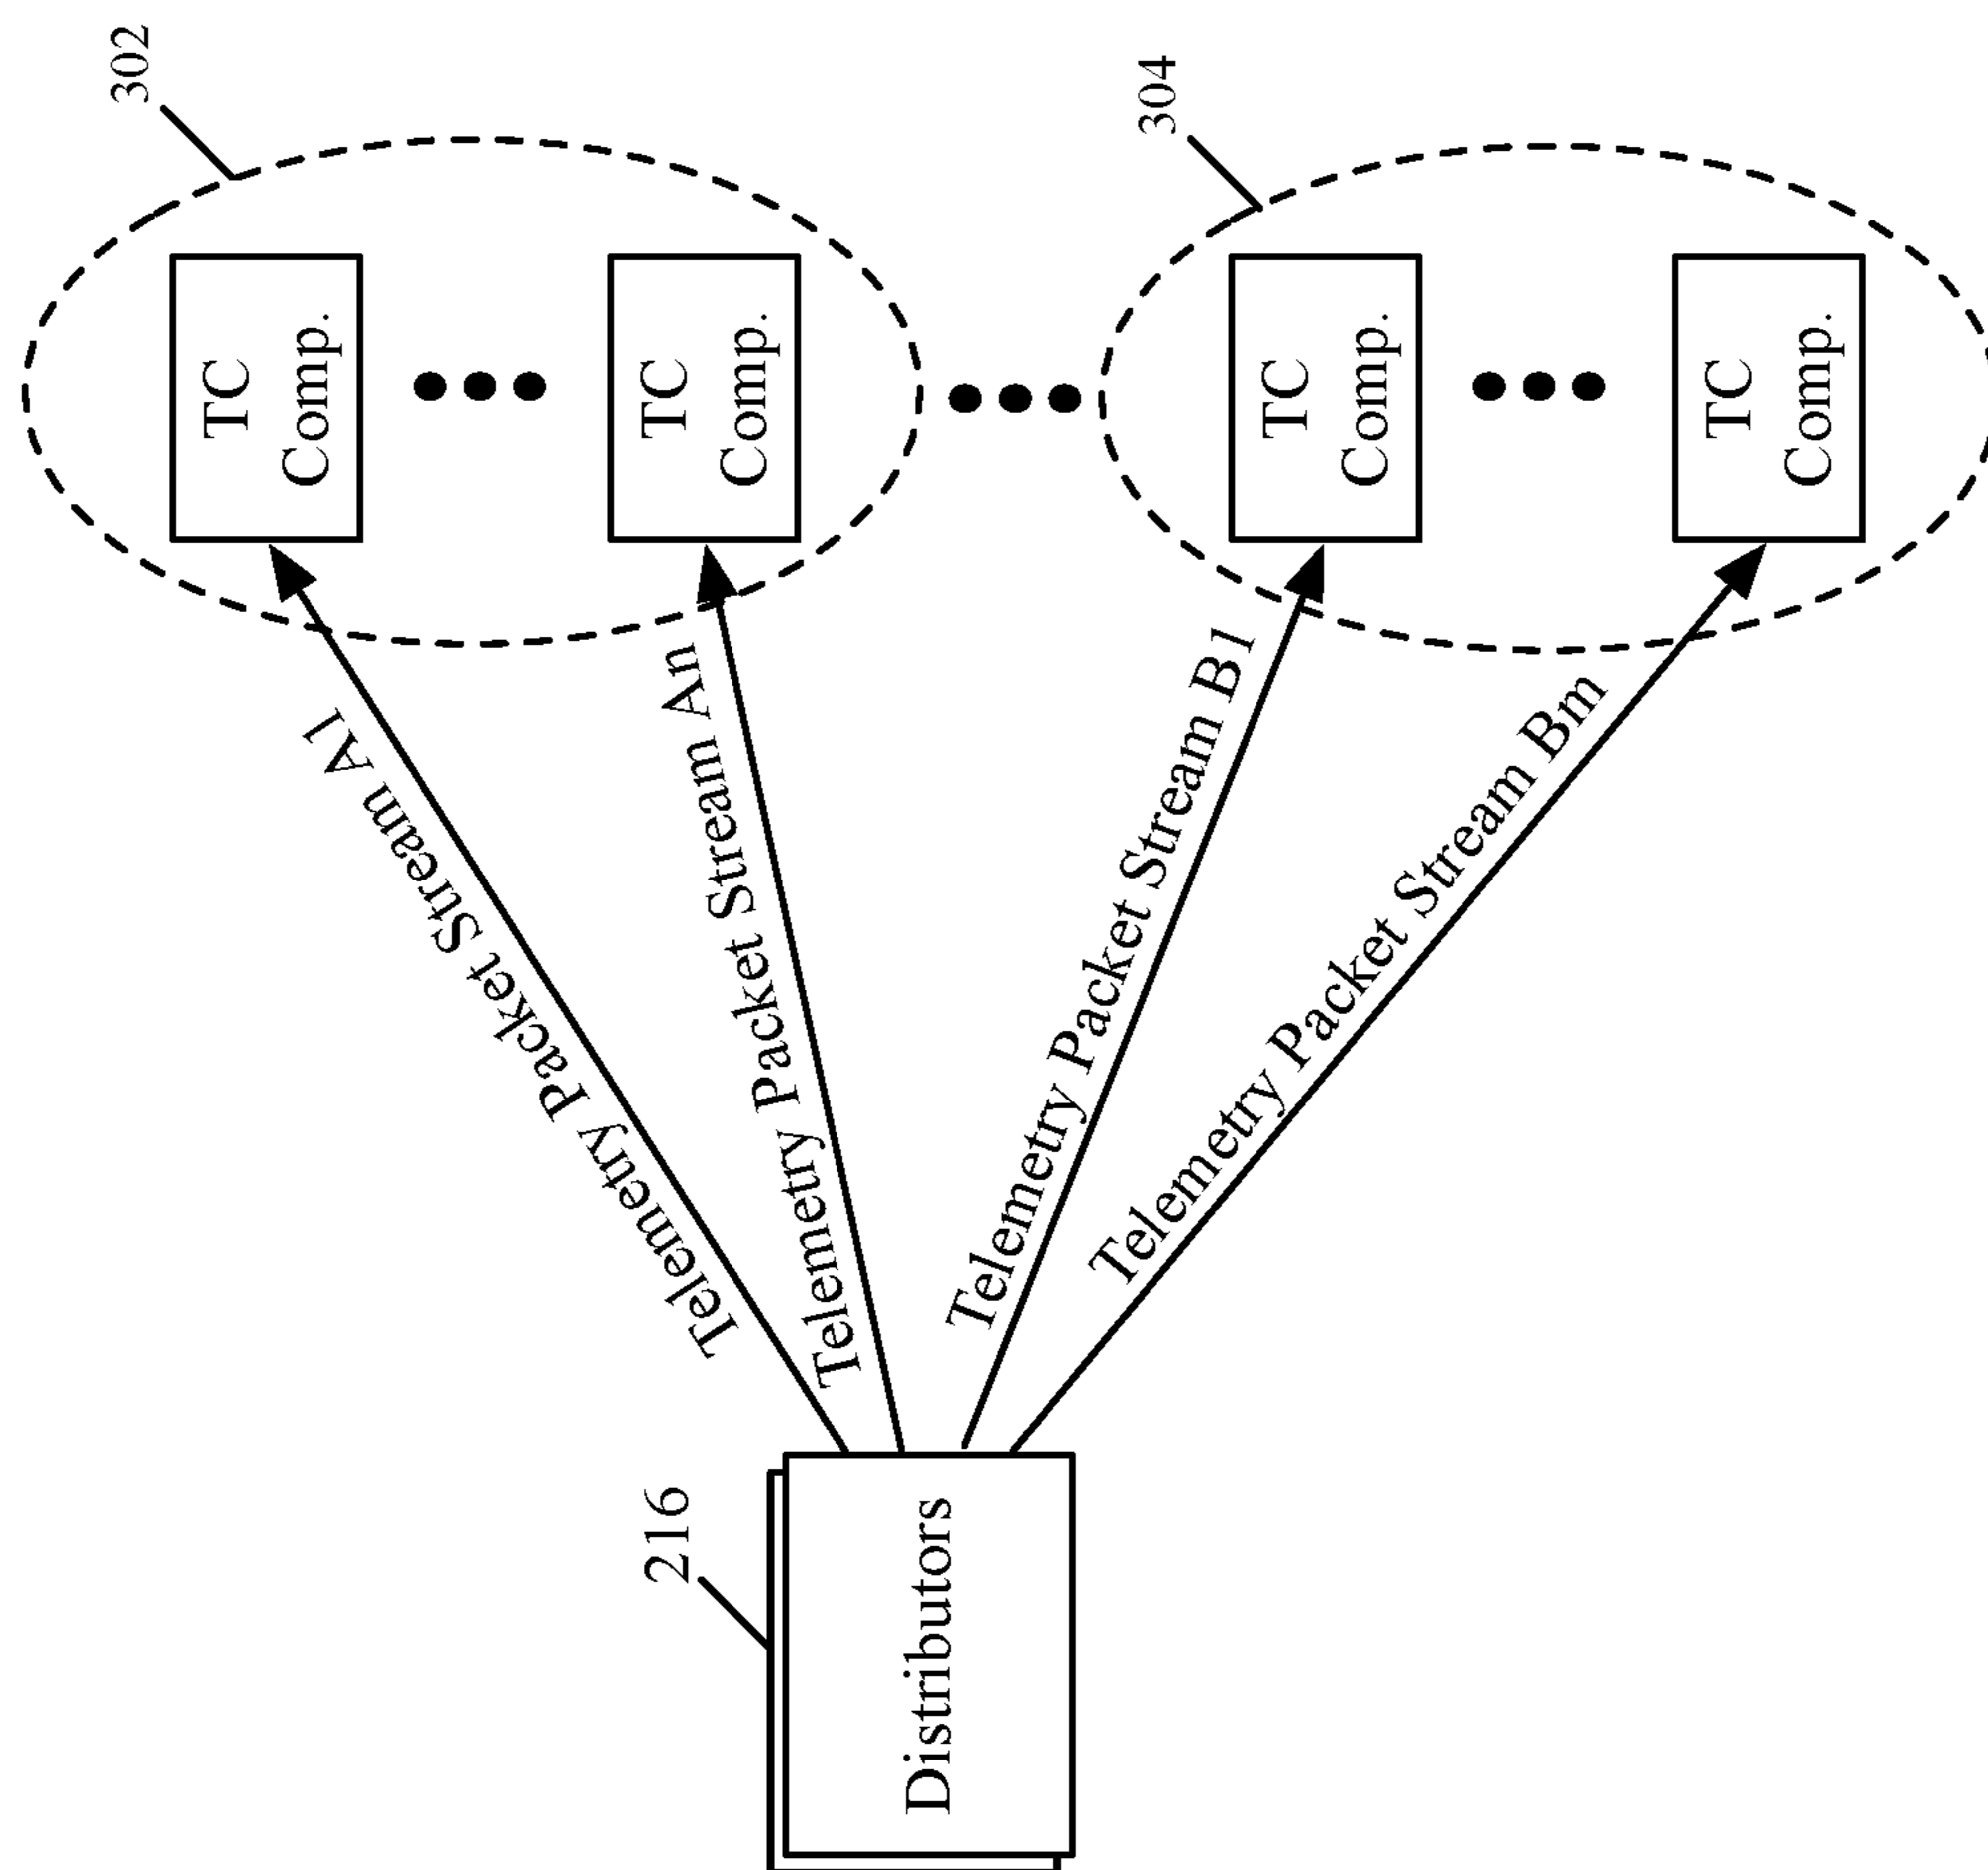 302
TC
Comp.
TC
Comp.
304
TC
Comp.
TC
Comp.
Telemetry Packet Stream A1
Telemetry Packet Stream An
Telemetry Packet Stream B1
Telemetry Packet Stream Bm
216
Distributors